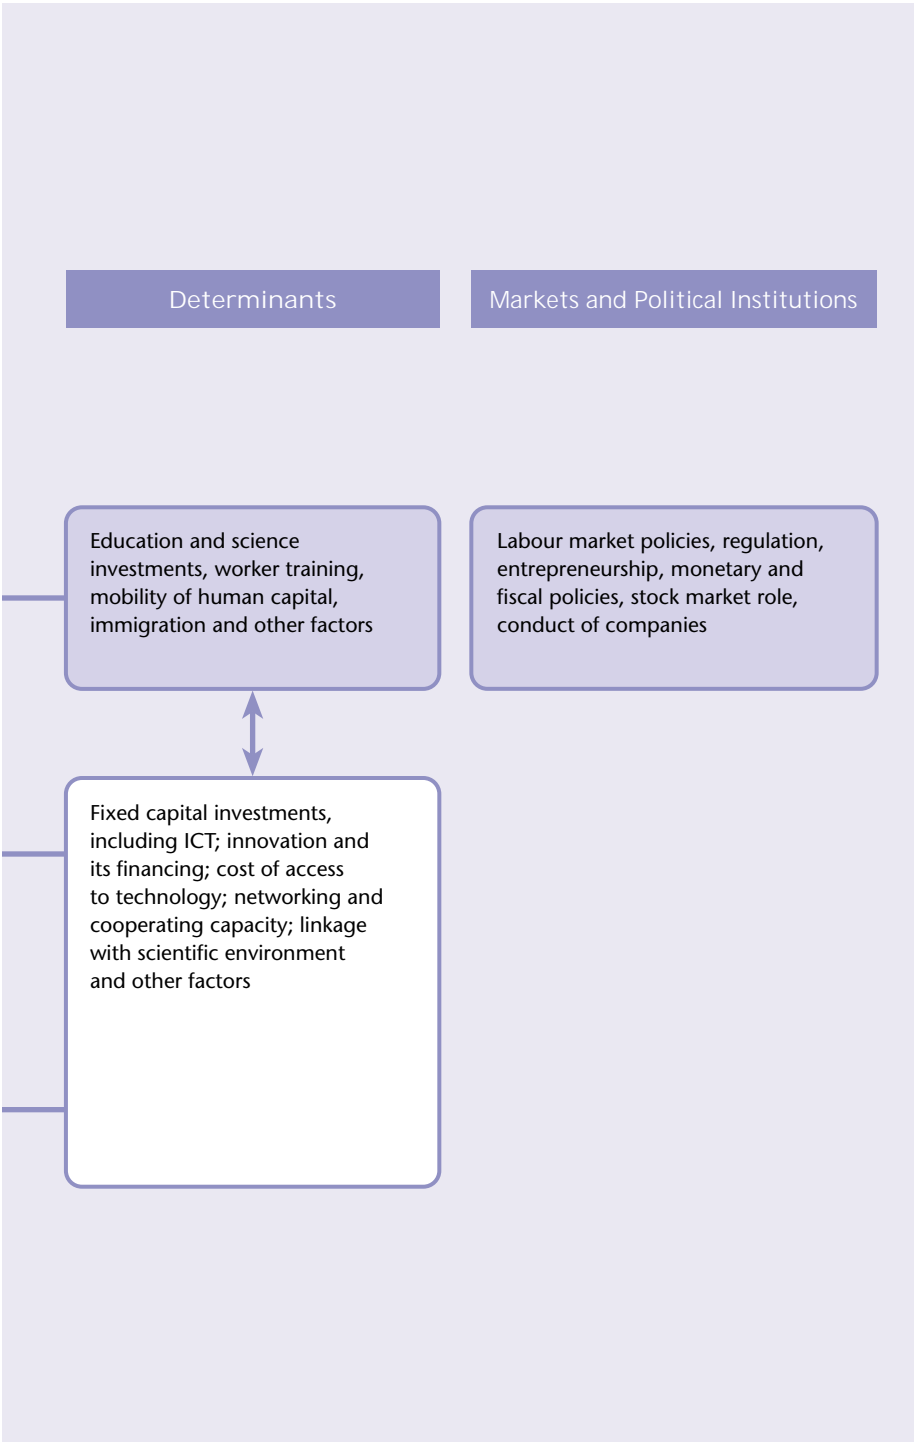 Determinants
Markets and Political Institutions
Education and science
investments, worker training,
mobility of human capital,
immigration and other factors
Labour market policies, regulation,
entrepreneurship, monetary and
fiscal policies, stock market role,
conduct of companies
Fixed capital investments,
including ICT; innovation and
its financing; cost of access
to technology; networking and
cooperating capacity; linkage
with scientific environment
and other factors